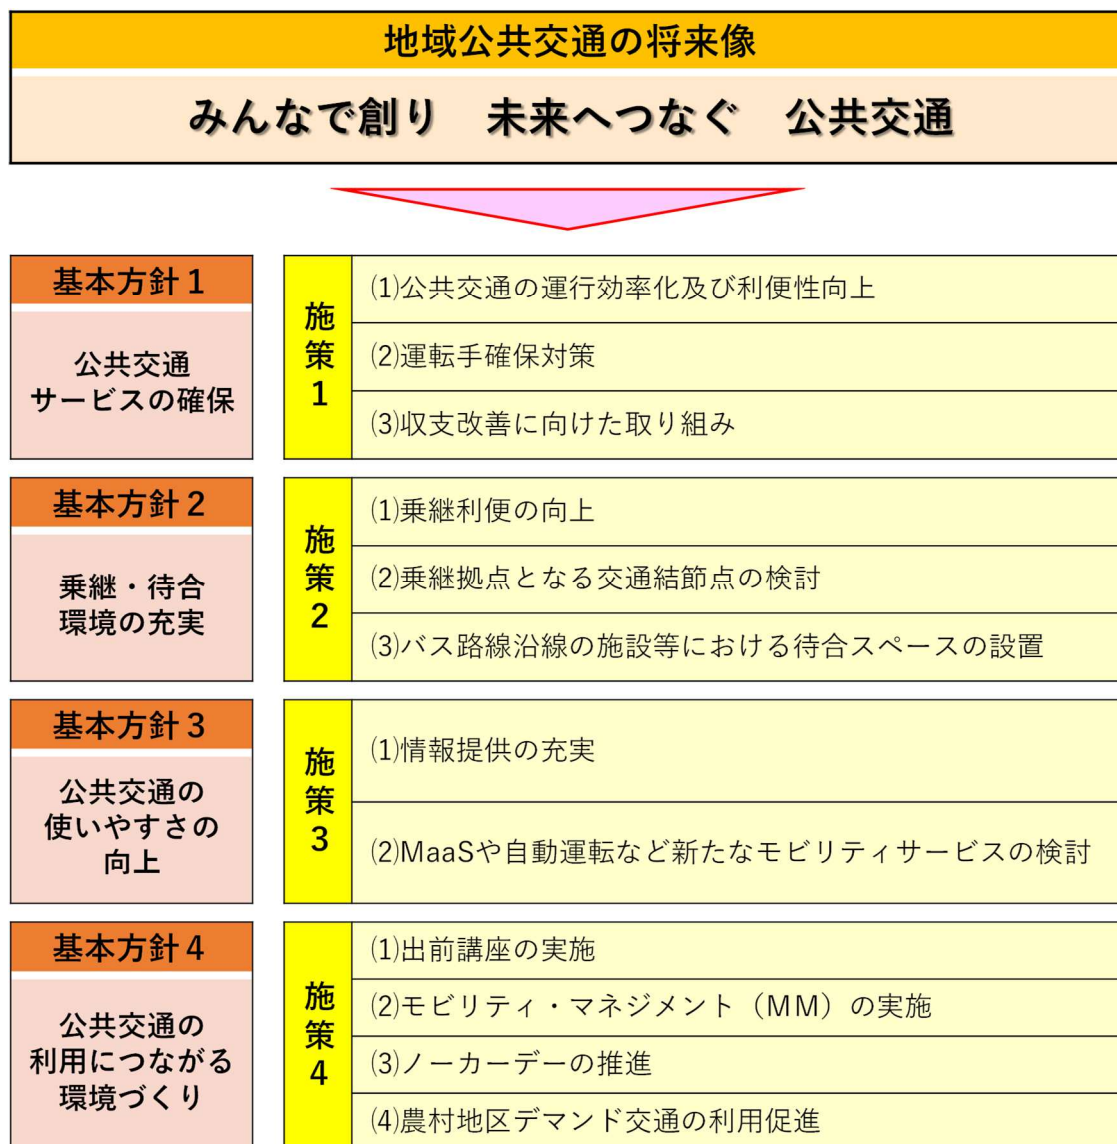 地域公共交通の将来像
みんなで創り　未来へつなぐ　公共交通
基本方針1
公共交通
サービスの確保
施策1
⑴公共交通の運行効率化及び利便性向上
⑵運転手確保対策
⑶収支改善に向けた取り組み
基本方針2
乗継・待合
環境の充実
施策2
⑴乗継利便の向上
⑵乗継拠点となる交通結節点の検討
⑶バス路線沿線の施設等における待合スペースの設置
基本方針3
公共交通の
使いやすさの
向上
施策3
⑴情報提供の充実
⑵MaaSや自動運転など新たなモビリティサービスの検討
基本方針4
公共交通の
利用につながる
環境づくり
施策4
⑴出前講座の実施
⑵モビリティ・マネジメント（MM）の実施
⑶ノーカーデーの推進
⑷農村地区デマンド交通の利用促進